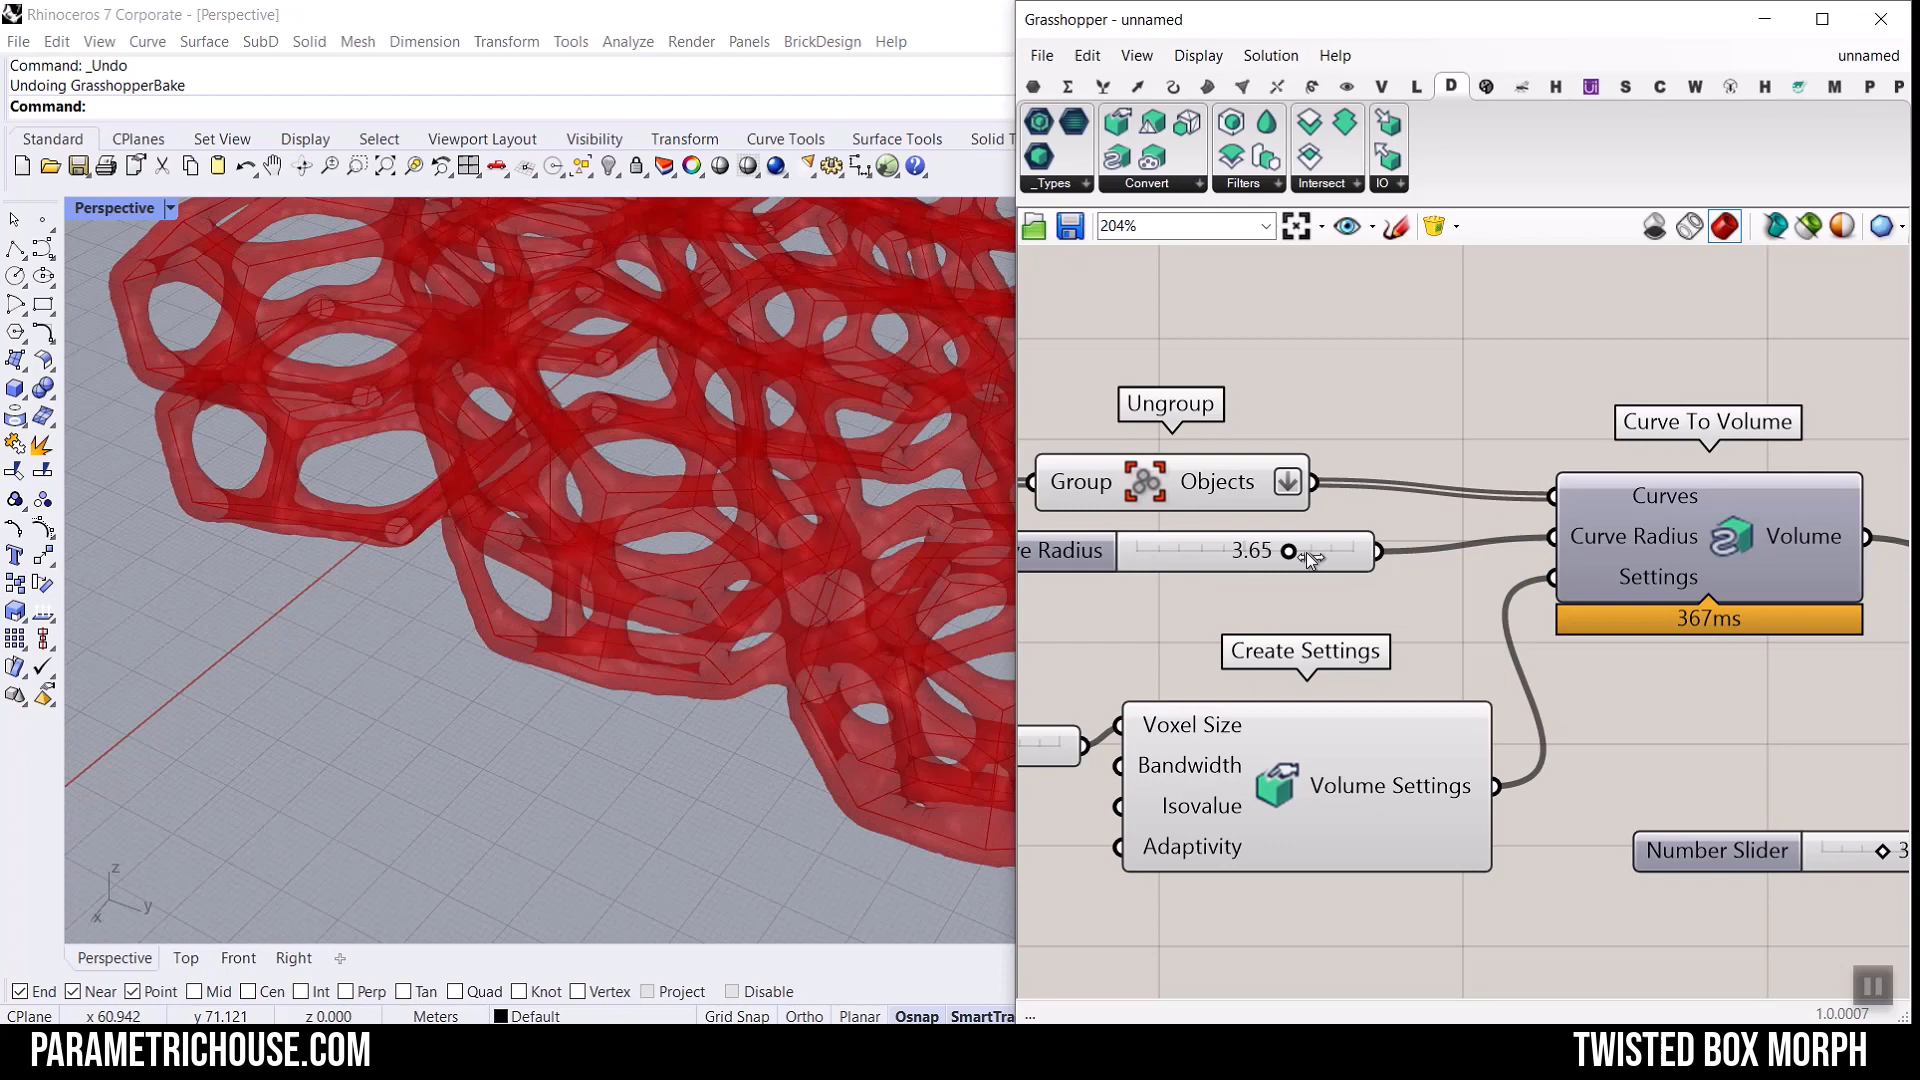 Rhinoceros 7 Corporate - [Perspective]
File Edit View Curve Surface SubD Solid Mesh Dimension Transform Tools Analyze Render Panels BrickDesign Help
Command: _Undo
Undoing GrasshopperBake
Command:
Standard CPlanes Set View Display Select Viewport Layout Visibility Transform Curve Tools Surface Tools Solid T
Perspective
z
y
x
Perspective Top Front Right
End Near Point Mid Cen Int Perp Tan Quad Knot Vertex Project Disable
CPlane x 60.942 y 71.121 z 0.000 Meters Default Grid Snap Ortho Planar Osnap SmartTra
Grasshopper - unnamed
File Edit View Display Solution Help unnamed
V L D H S C W H M P P
_Types Convert Filters Intersect IO
204%
Ungroup
Group Objects
ve Radius 3.65
Curve To Volume
Curves
Curve Radius Volume
Settings
367ms
Create Settings
Voxel Size
Bandwidth
Volume Settings
Isovalue
Adaptivity
Number Slider 3
... 1.0.0007
PARAMETRICHOUSE.COM
TWISTED BOX MORPH